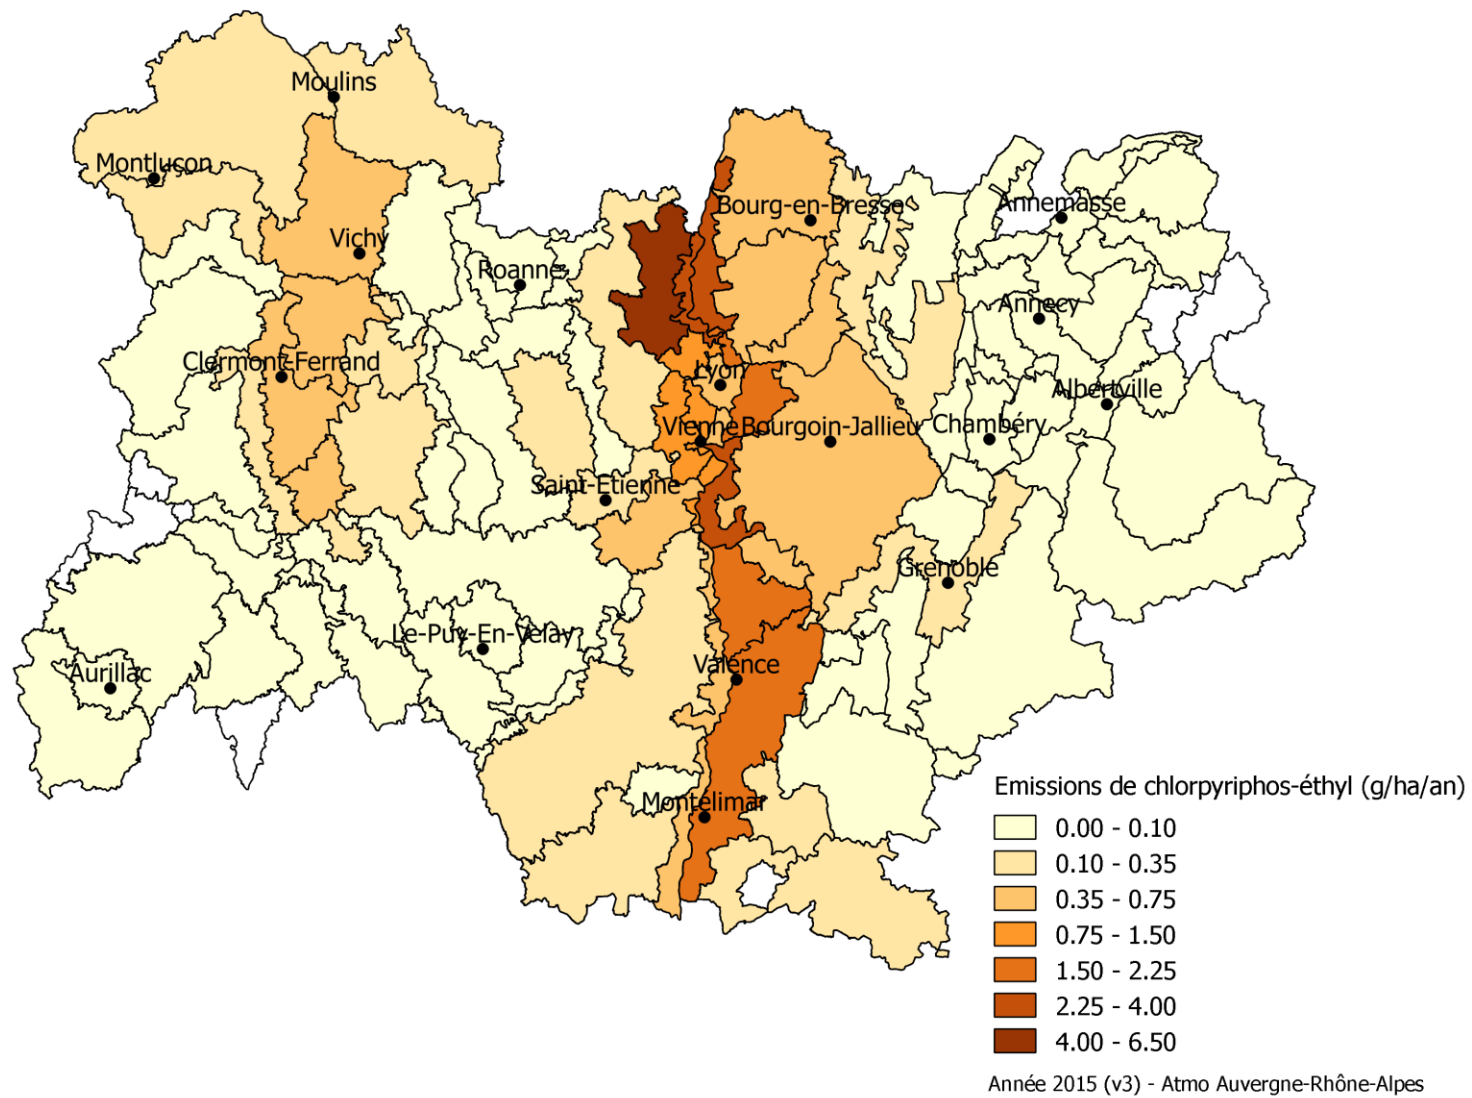 Moulins
Montluçon
Bourg-en-Bresse
Annemasse
Vichy
Roanne
Annecy
Clermont-Ferrand
Lyon
Albertville
Vienne
Bourgoin-Jallieu
Chambéry
Saint-Etienne
Grenoble
Le-Puy-En-Velay
Valence
Aurillac
Montelimar
Emissions de chlorpyriphos-éthyl (g/ha/an)
0.00 - 0.10
0.10 - 0.35
0.35 - 0.75
0.75 - 1.50
1.50 - 2.25
2.25 - 4.00
4.00 - 6.50
Année 2015 (v3) - Atmo Auvergne-Rhône-Alpes